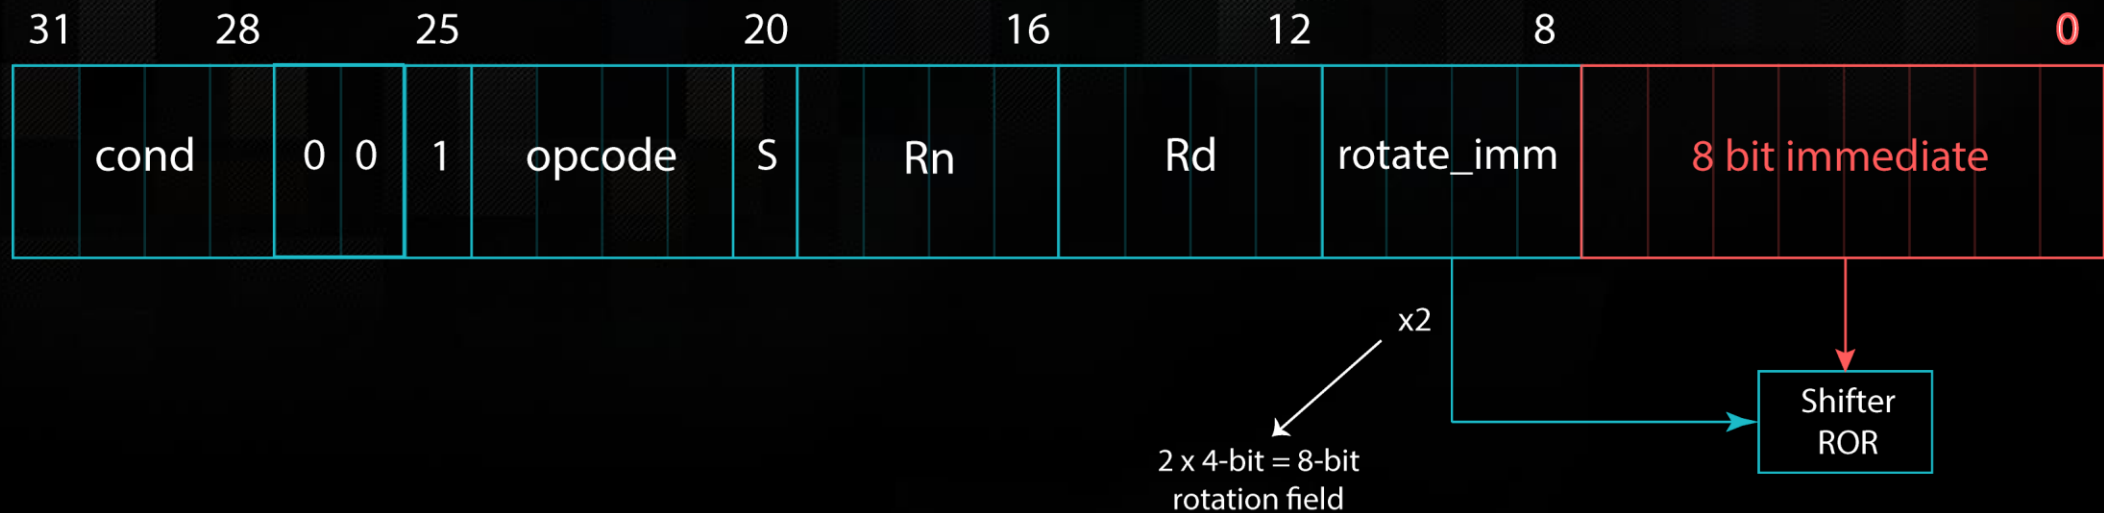 31 28 25 20 16 12 8 0
cond 0 0 1 opcode S Rn Rd rotate_imm 8 bit immediate
x2
Shifter
ROR
2 x 4-bit = 8-bit
rotation field